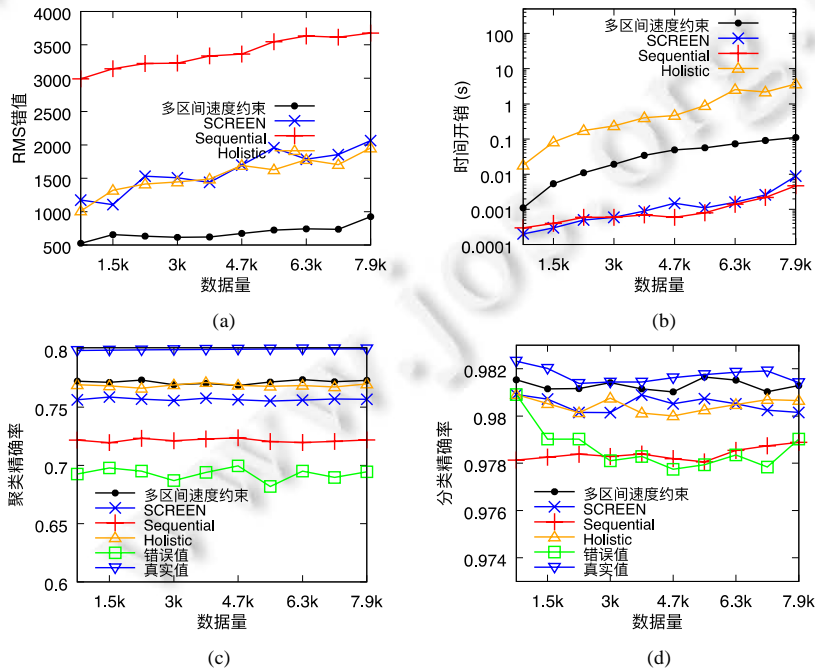 4000
3500
3000
2500
2000
1500
1000
500
RMS错值
多区间速度约束
SCREEN
Sequential
Holistic
1.5k 3k 4.7k 6.3k 7.9k
数据量
(a)
100
10
1
0.1
0.01
0.001
0.0001
时间开销 (s)
多区间速度约束
SCREEN
Sequential
Holistic
1.5k 3k 4.7k 6.3k 7.9k
数据量
(b)
0.8
0.75
0.7
0.65
0.6
聚类精确率
多区间速度约束
SCREEN
Sequential
Holistic
错误值
真实值
1.5k 3k 4.7k 6.3k 7.9k
数据量
(c)
0.982
0.98
0.978
0.976
0.974
分类精确率
多区间速度约束
SCREEN
Sequential
Holistic
错误值
真实值
1.5k 3k 4.7k 6.3k 7.9k
数据量
(d)